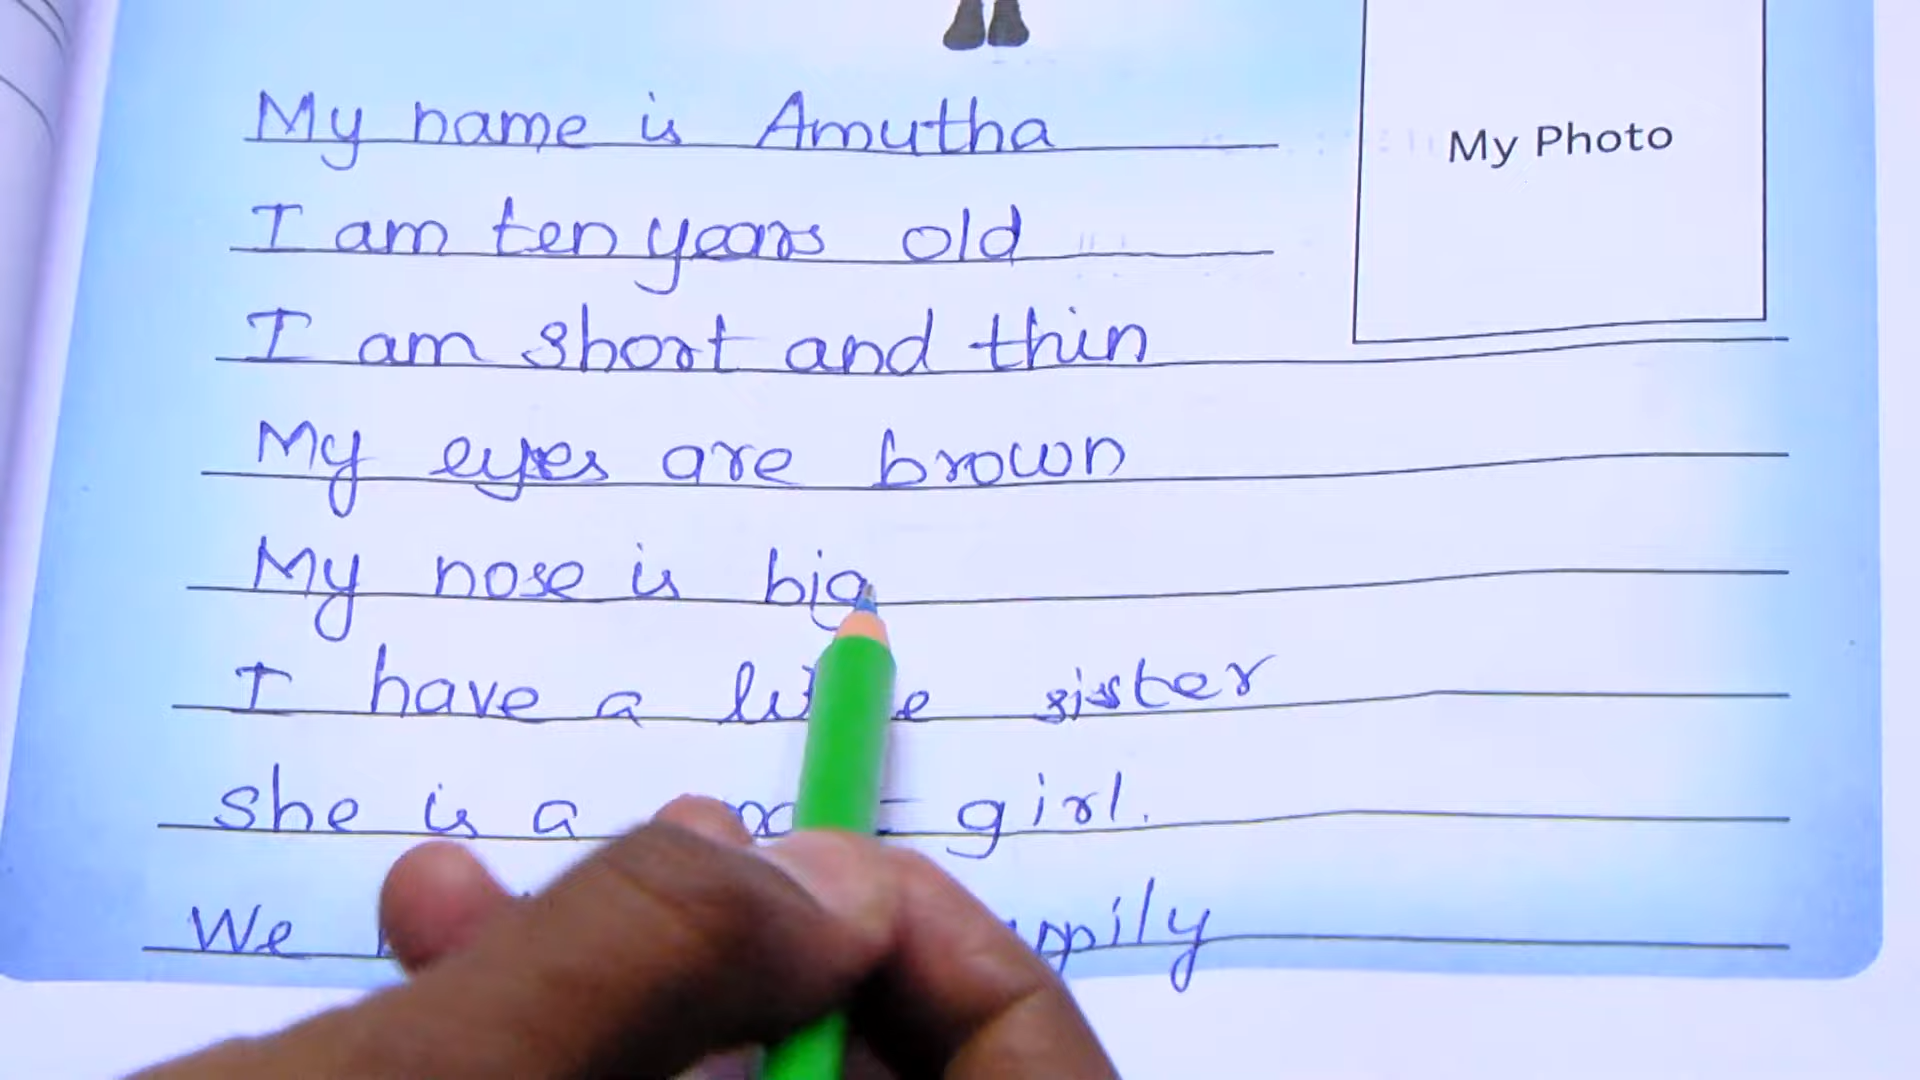 My Photo
My name is Amutha
I am ten years old
I am short and thin
My eyes are brown
My nose is big
I have a sister
she is a girl.
We